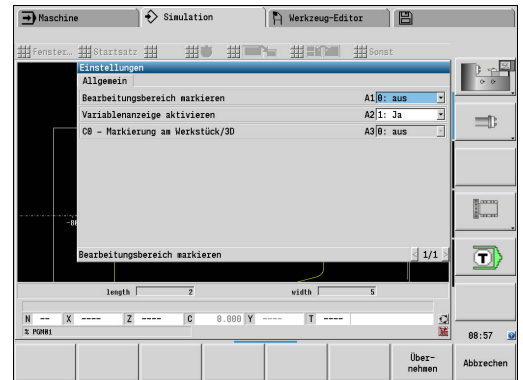 Maschine Simulation Werkzeug-Editor
Fenster… Startsatz Sonst
Einstellungen
Allgemein
Bearbeitungsbereich markieren A1 0: aus
Variablenanzeige aktivieren A2 1: Ja
C0 – Markierung am Werkstück/3D A3 0: aus
Bearbeitungsbereich markieren 1/1
T
length 2 width 5
N -- X ---- Z ---- C 0.000 Y ---- T ----
% PGM01
08:57
Über-
nehmen
Abbrechen